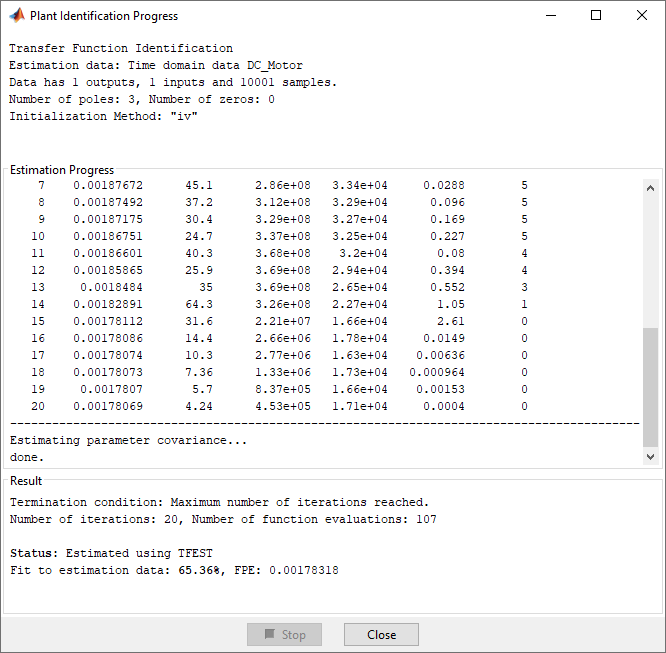 Plant Identification Progress
Transfer Function Identification
Estimation data: Time domain data DC_Motor
Data has 1 outputs, 1 inputs and 10001 samples.
Number of poles: 3, Number of zeros: 0
Initialization Method: "iv"
Estimation Progress
7 0.00187672 45.1 2.86e+08 3.34e+04 0.0288 5
8 0.00187492 37.2 3.12e+08 3.29e+04 0.096 5
9 0.00187175 30.4 3.29e+08 3.27e+04 0.169 5
10 0.00186751 24.7 3.37e+08 3.25e+04 0.227 5
11 0.00186601 40.3 3.68e+08 3.2e+04 0.08 4
12 0.00185865 25.9 3.69e+08 2.94e+04 0.394 4
13 0.0018484 35 3.69e+08 2.65e+04 0.552 3
14 0.00182891 64.3 3.26e+08 2.27e+04 1.05 1
15 0.00178112 31.6 2.21e+07 1.66e+04 2.61 0
16 0.00178086 14.4 2.66e+06 1.78e+04 0.0149 0
17 0.00178074 10.3 2.77e+06 1.63e+04 0.00636 0
18 0.00178073 7.36 1.33e+06 1.73e+04 0.000964 0
19 0.0017807 5.7 8.37e+05 1.66e+04 0.00153 0
20 0.00178069 4.24 4.53e+05 1.71e+04 0.0004 0
------------------------------------------------------------------------------------------
Estimating parameter covariance...
done.
Result
Termination condition: Maximum number of iterations reached.
Number of iterations: 20, Number of function evaluations: 107
Status: Estimated using TFEST
Fit to estimation data: 65.36%, FPE: 0.00178318
Stop
Close